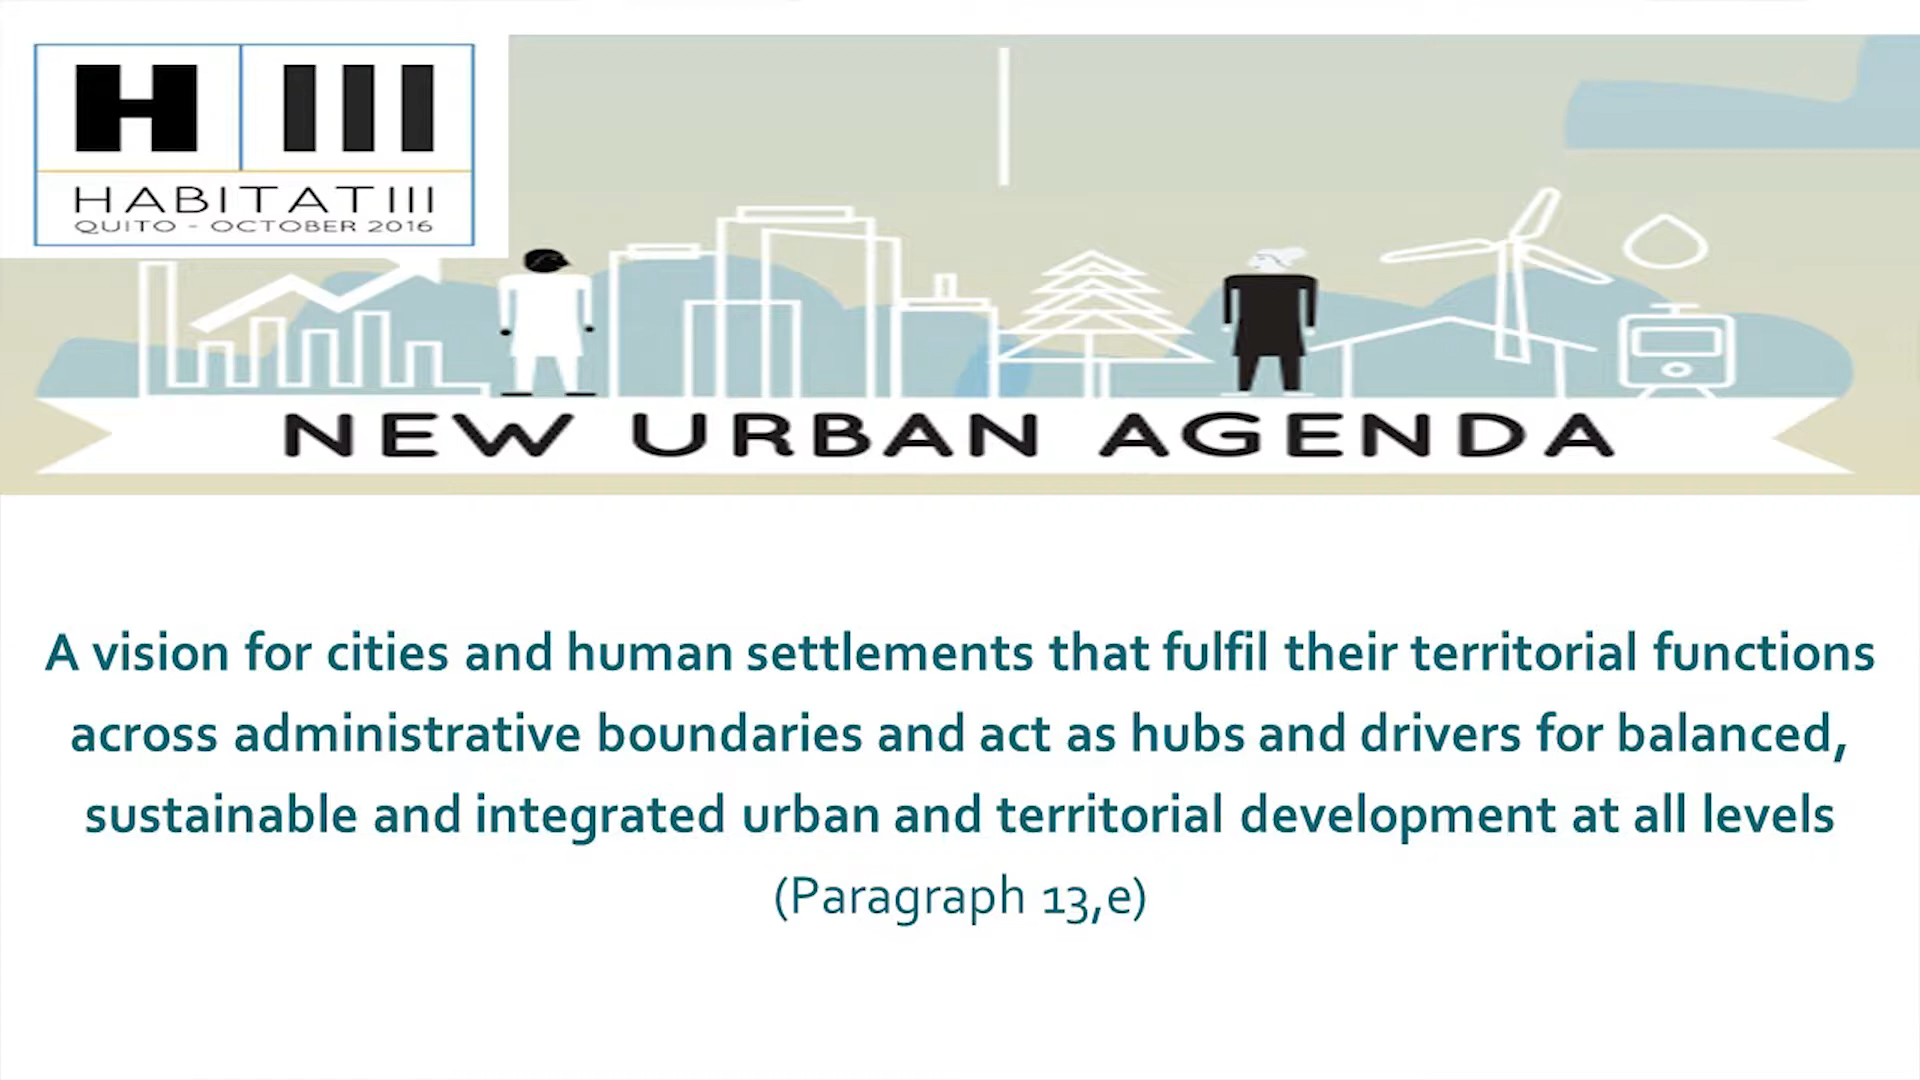 H III
HABITAT III
QUITO - OCTOBER 2016
NEW URBAN AGENDA
A vision for cities and human settlements that fulfil their territorial functions
across administrative boundaries and act as hubs and drivers for balanced,
sustainable and integrated urban and territorial development at all levels
(Paragraph 13,e)